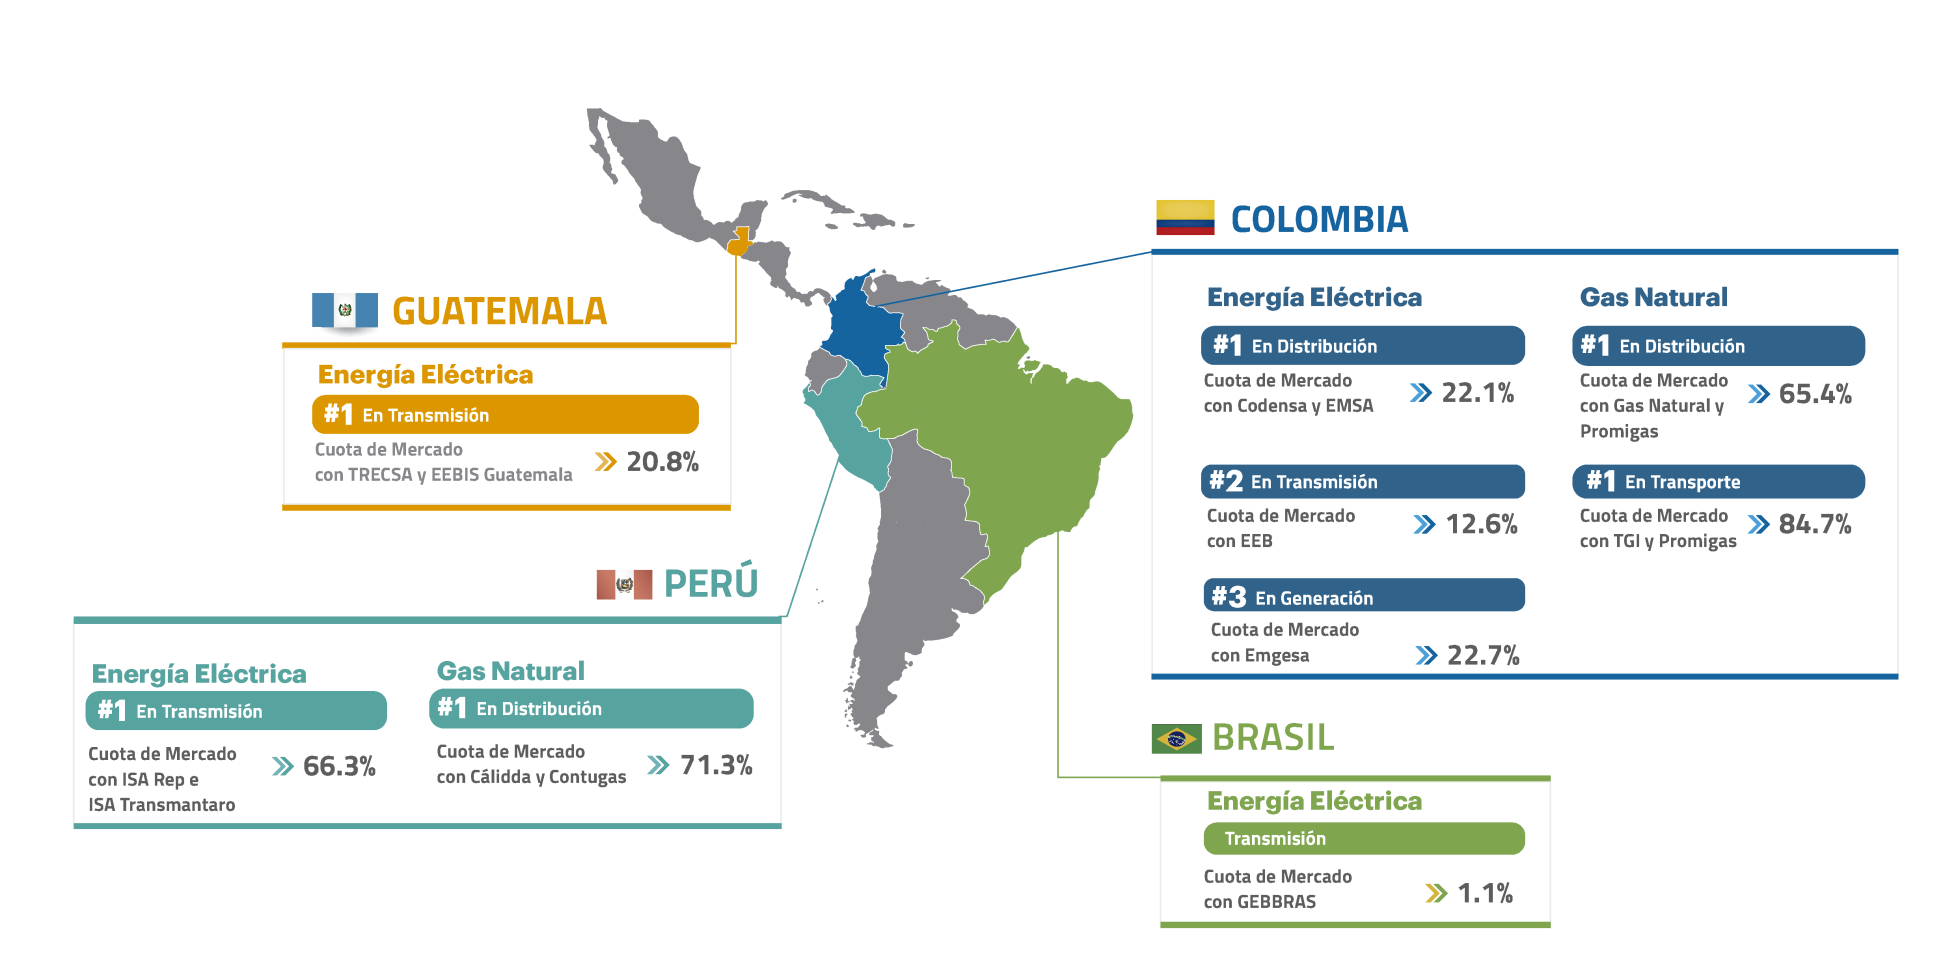 GUATEMALA
Energía Eléctrica
#1 En Transmisión
Cuota de Mercado
con TRECSA y EEBIS Guatemala
20.8%
PERÚ
Energía Eléctrica
#1 En Transmisión
Cuota de Mercado
con ISA Rep e
ISA Transmantaro
66.3%
Gas Natural
#1 En Distribución
Cuota de Mercado
con Cálidda y Contugas
71.3%
COLOMBIA
Energía Eléctrica
#1 En Distribución
Cuota de Mercado
con Codensa y EMSA
22.1%
#2 En Transmisión
Cuota de Mercado
con EEB
12.6%
#3 En Generación
Cuota de Mercado
con Emgesa
22.7%
Gas Natural
#1 En Distribución
Cuota de Mercado
con Gas Natural y
Promigas
65.4%
#1 En Transporte
Cuota de Mercado
con TGI y Promigas
84.7%
BRASIL
Energía Eléctrica
Transmisión
Cuota de Mercado
con GEBBRAS
1.1%